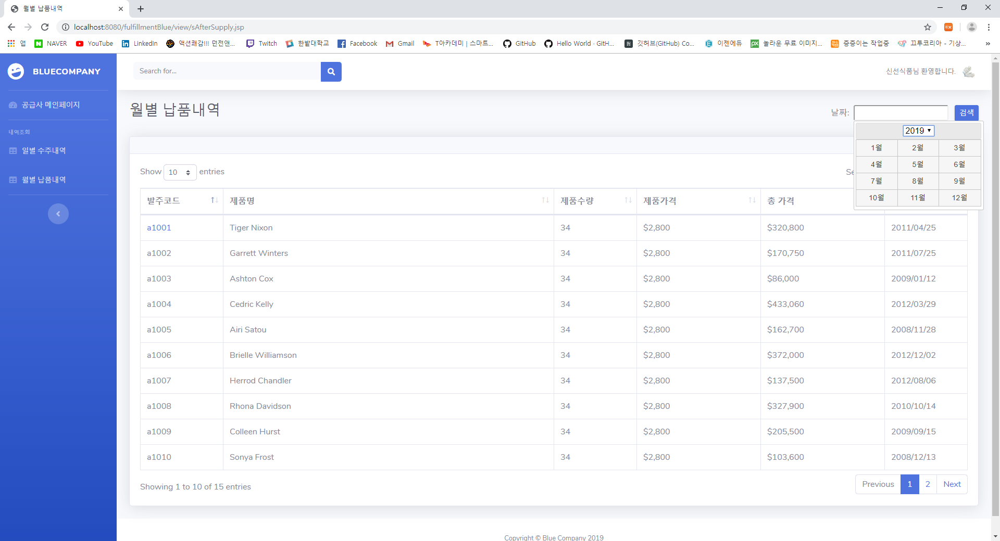 월별 납품내역
localhost:8080/fulfillmentBlue/view/sAfterSupply.jsp
앱 NAVER YouTube LinkedIn 액션쾌감!!! 던전앤... Twitch 한밭대학교 Facebook Gmail T아카데미 | 스마트... GitHub Hello World · GitH... 깃허브(GitHub) Co... 이젠에듀 놀라운 무료 이미지... 증증이는 작업중 끄투코리아 - 기상... »
BLUECOMPANY
Search for...
신선식품님 환영합니다.
공급사 메인페이지
내역조회
일별 수주내역
월별 납품내역
월별 납품내역
날짜: 검색
2019
1월 2월 3월
4월 5월 6월
7월 8월 9월
10월 11월 12월
Show 10 entries
Se
발주코드 제품명 제품수량 제품가격 총 가격
a1001 Tiger Nixon 34 $2,800 $320,800 2011/04/25
a1002 Garrett Winters 34 $2,800 $170,750 2011/07/25
a1003 Ashton Cox 34 $2,800 $86,000 2009/01/12
a1004 Cedric Kelly 34 $2,800 $433,060 2012/03/29
a1005 Airi Satou 34 $2,800 $162,700 2008/11/28
a1006 Brielle Williamson 34 $2,800 $372,000 2012/12/02
a1007 Herrod Chandler 34 $2,800 $137,500 2012/08/06
a1008 Rhona Davidson 34 $2,800 $327,900 2010/10/14
a1009 Colleen Hurst 34 $2,800 $205,500 2009/09/15
a1010 Sonya Frost 34 $2,800 $103,600 2008/12/13
Showing 1 to 10 of 15 entries
Previous 1 2 Next
Copyright © Blue Company 2019